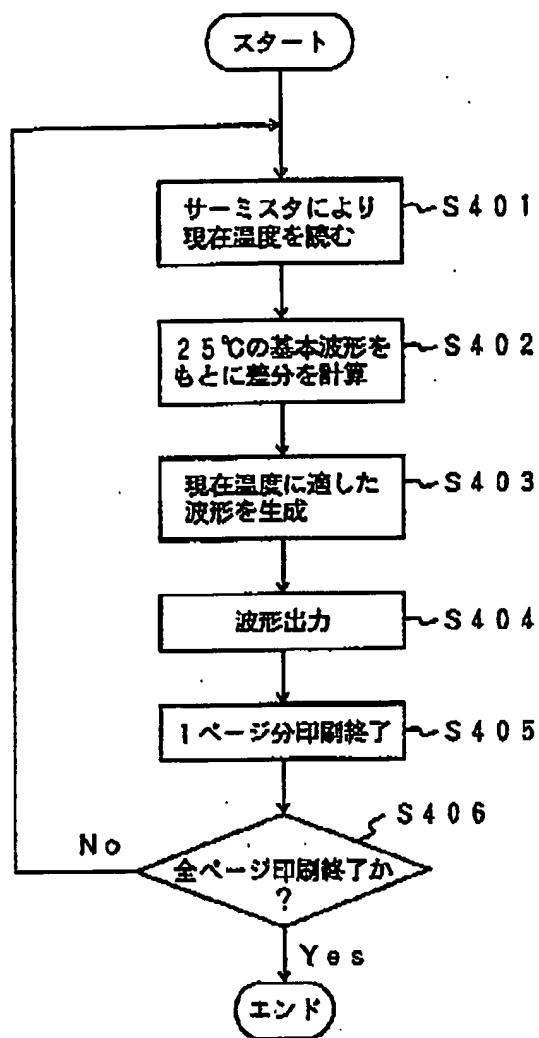 スタート
サーミスタにより
現在温度を読む
S401
25℃の基本波形を
もとに差分を計算
S402
現在温度に適した
波形を生成
S403
波形出力
S404
1ページ分印刷終了
S405
S406
No
全ページ印刷終了か
?
Yes
エンド